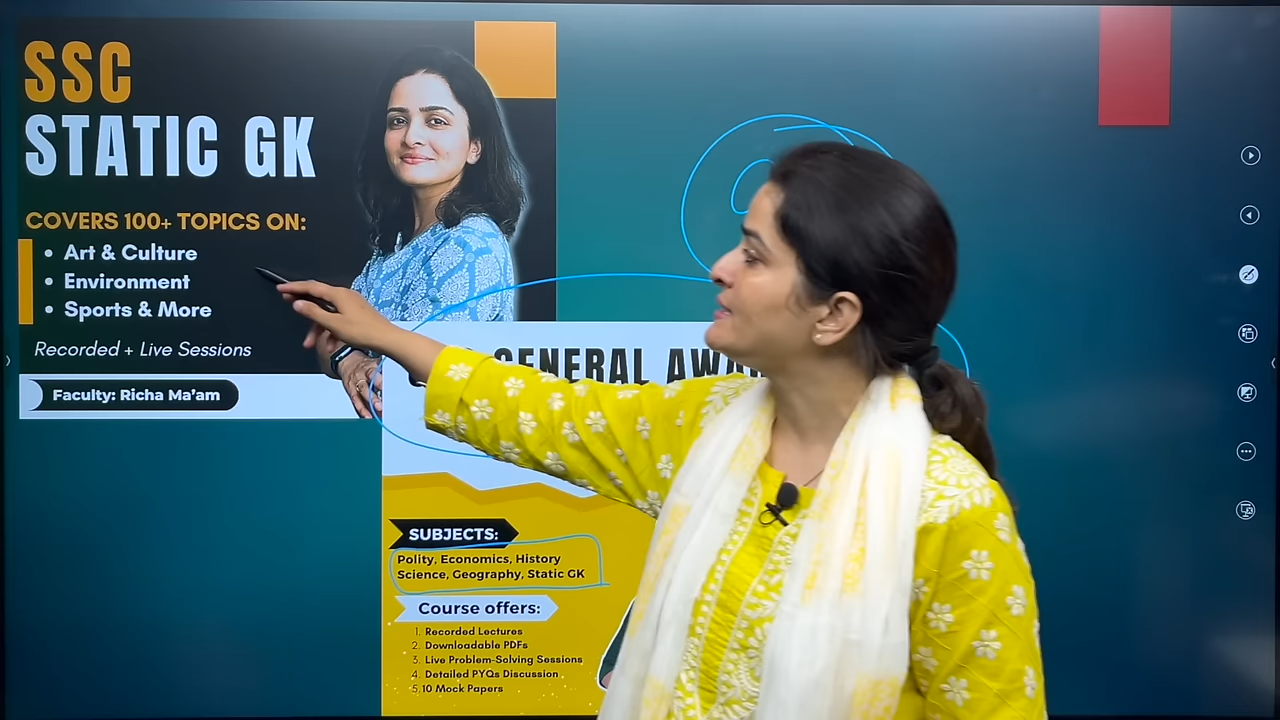 SSC
STATIC GK
COVERS 100+ TOPICS ON:
• Art & Culture
• Environment
• Sports & More
Recorded + Live Sessions
Faculty: Richa Ma'am
GENERAL
SUBJECTS:
Polity, Economics, History
Science, Geography, Static GK
Course offers:
1. Recorded Lectures
2. Downloadable PDFs
3. Live Problem-Solving Sessions
4. Detailed PYQs Discussion
5. 10 Mock Papers